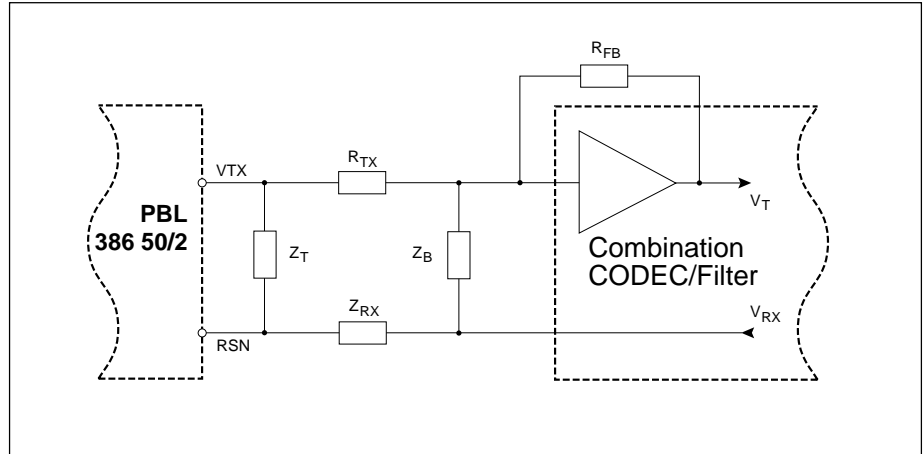 R_FB
R_TX
VTX
PBL
386 50/2
Z_T
Z_B
V_T
Combination
CODEC/Filter
Z_RX
V_RX
RSN